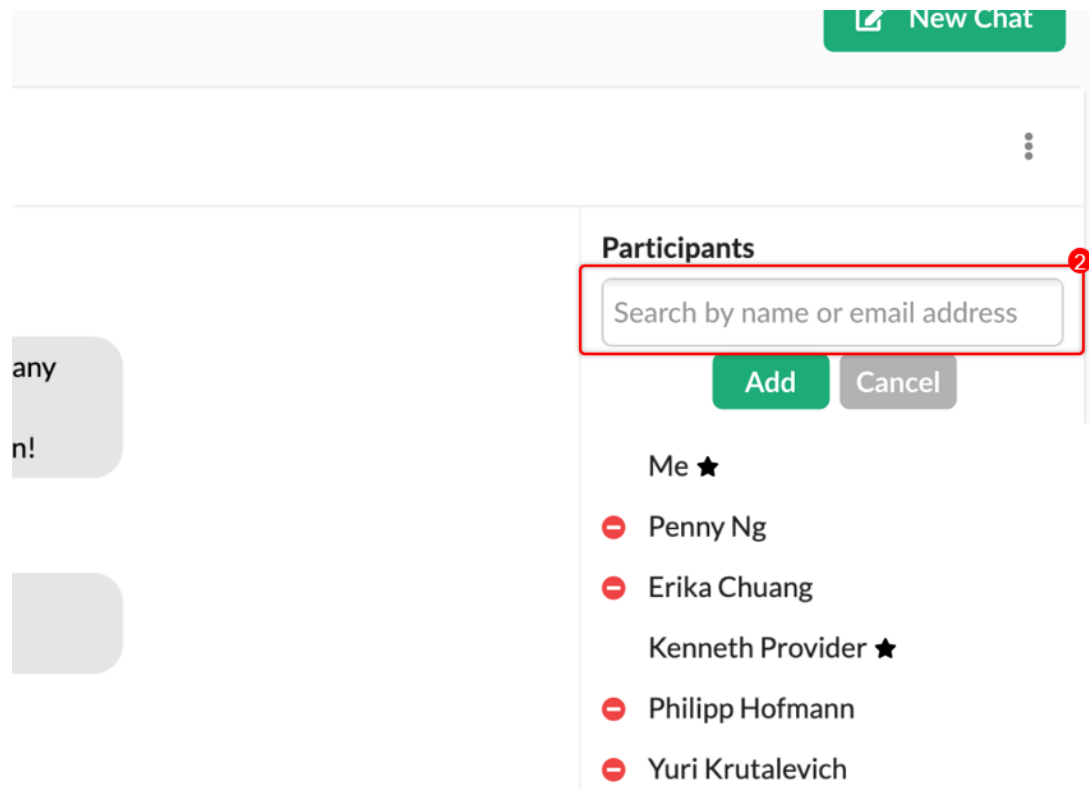 New Chat
Participants
2
Search by name or email address
any
Add Cancel
n!
Me
Penny Ng
Erika Chuang
Kenneth Provider
Philipp Hofmann
Yuri Krutalevich